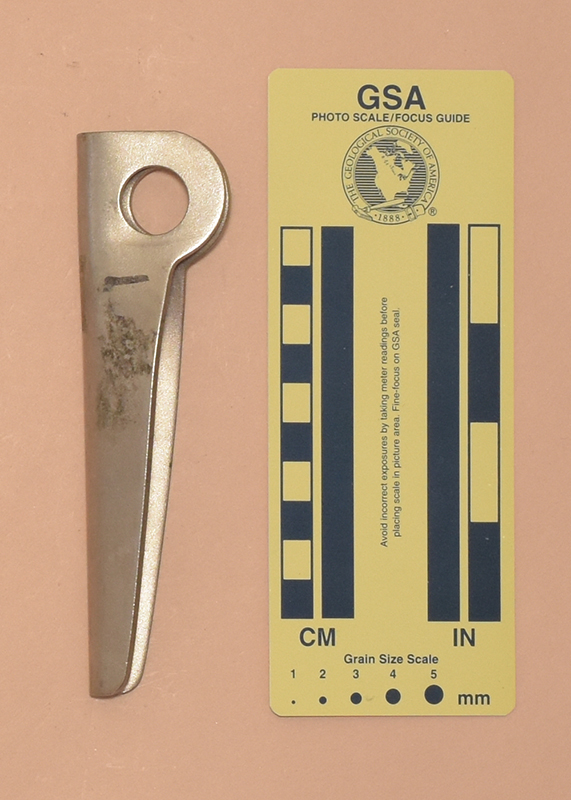 GSA
PHOTO SCALE/FOCUS GUIDE
THE GEOLOGICAL SOCIETY OF AMERICA
1888
®
Avoid incorrect exposures by taking meter readings before
placing scale in picture area. Fine-focus on GSA seal.
CM
IN
Grain Size Scale
1 2 3 4 5
mm